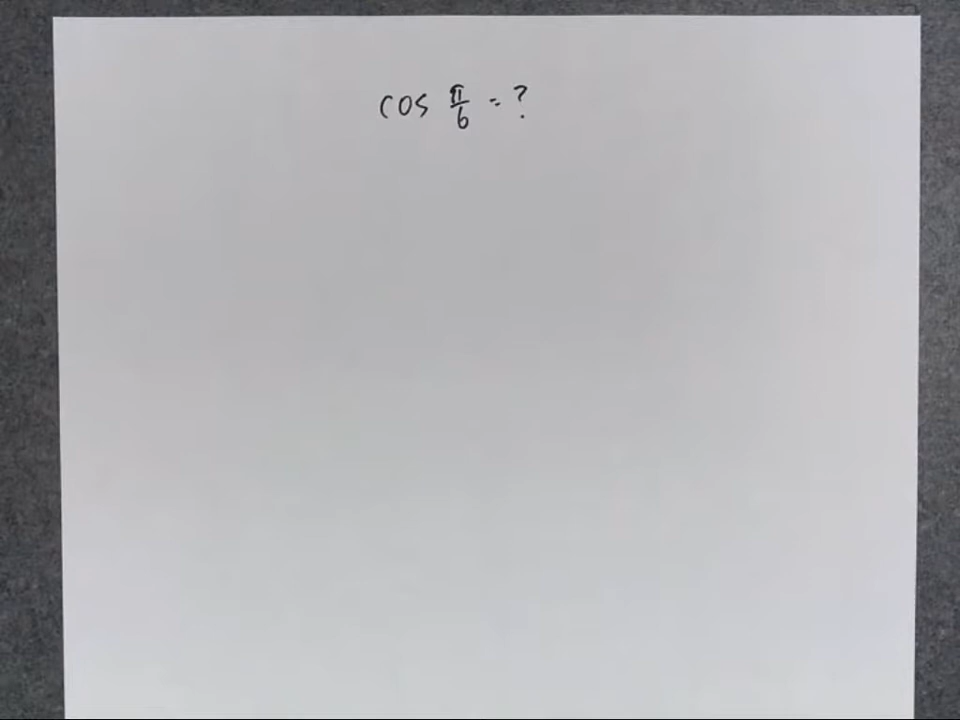 cos π/6 = ?